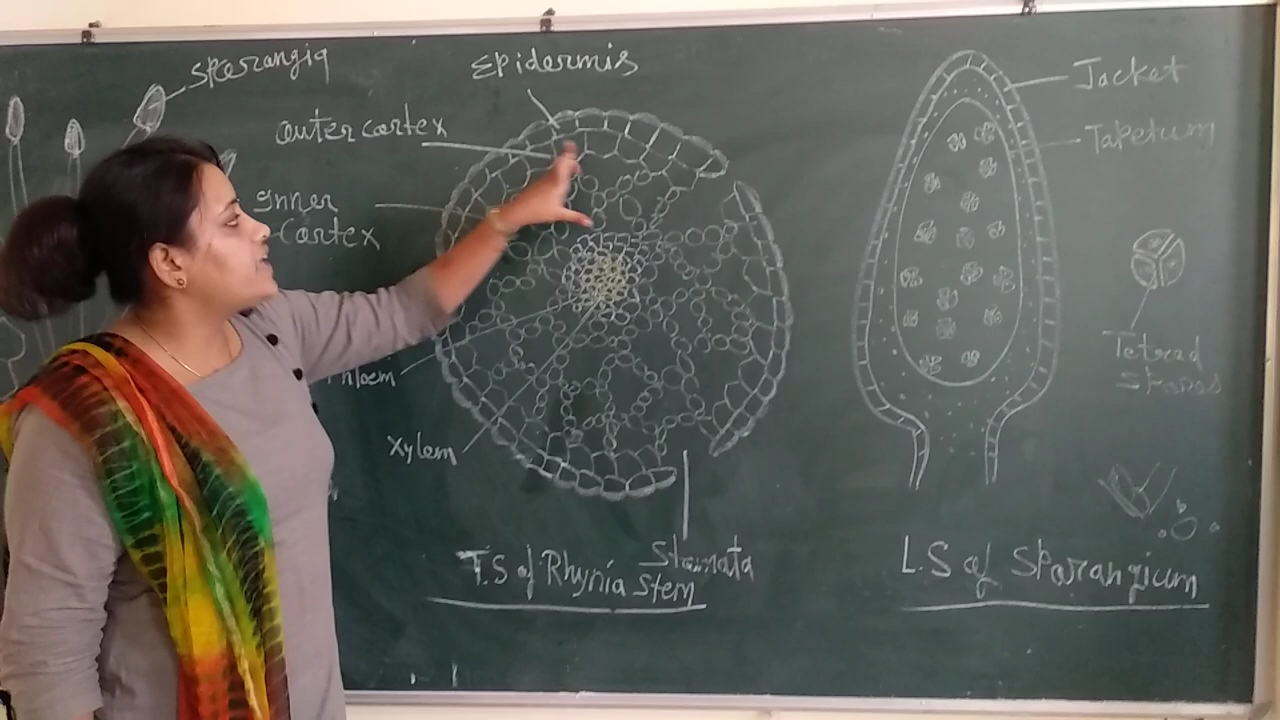 Sporangia
Epidermis
Outer cortex
Inner
Cortex
Phloem
Xylem
Stomata
T.S of Rhynia Stem
Jacket
Tapetum
Tetrad
Spores
L.S of Sporangium